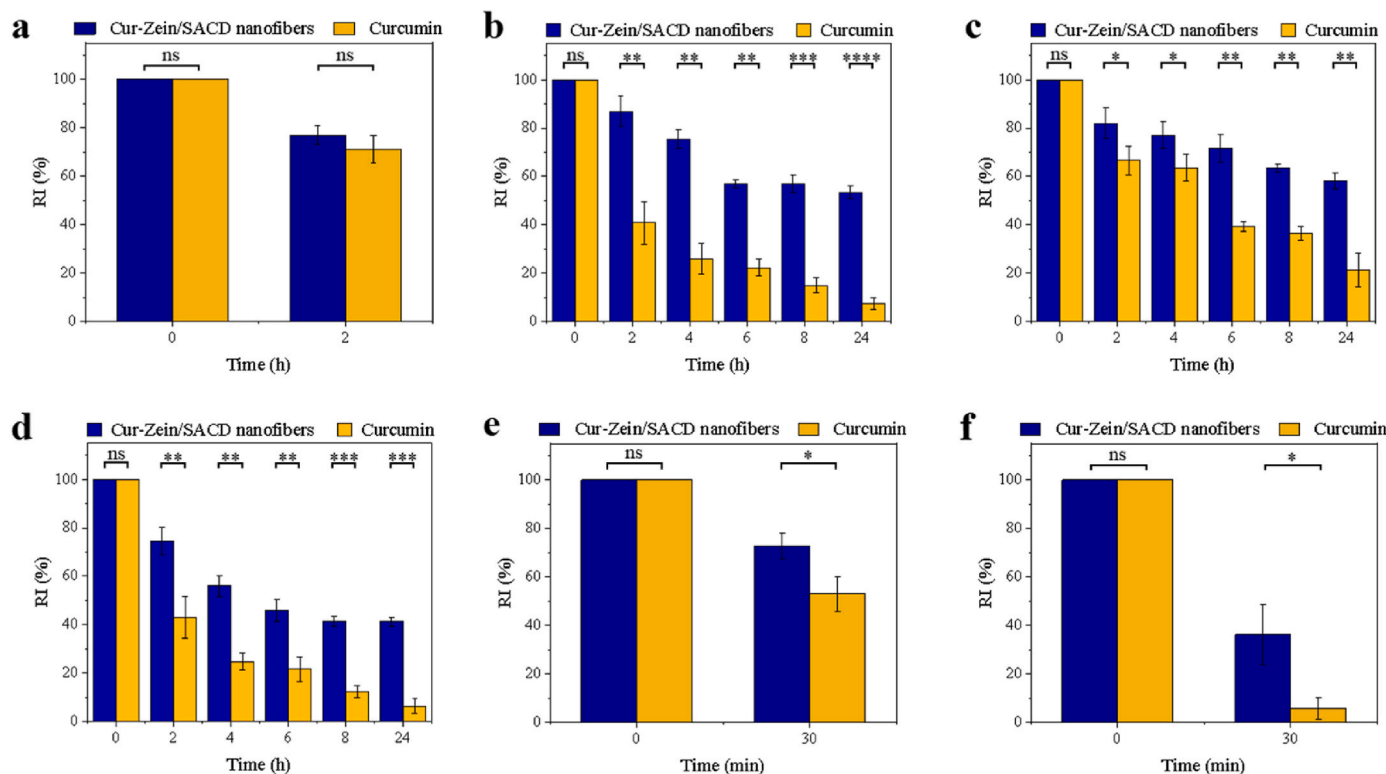 a
Cur-Zein/SACD nanofibers Curcumin
ns ns
100
80
60
40
20
0
RI (%)
0 2
Time (h)
b
Cur-Zein/SACD nanofibers Curcumin
ns ** ** ** *** ****
100
80
60
40
20
0
RI (%)
0 2 4 6 8 24
Time (h)
c
Cur-Zein/SACD nanofibers Curcumin
ns * * ** ** **
100
80
60
40
20
0
RI (%)
0 2 4 6 8 24
Time (h)
d
Cur-Zein/SACD nanofibers Curcumin
ns ** ** ** *** ***
100
80
60
40
20
0
RI (%)
0 2 4 6 8 24
Time (h)
e
Cur-Zein/SACD nanofibers Curcumin
ns *
100
80
60
40
20
0
RI (%)
0 30
Time (min)
f
Cur-Zein/SACD nanofibers Curcumin
ns *
100
80
60
40
20
0
RI (%)
0 30
Time (min)